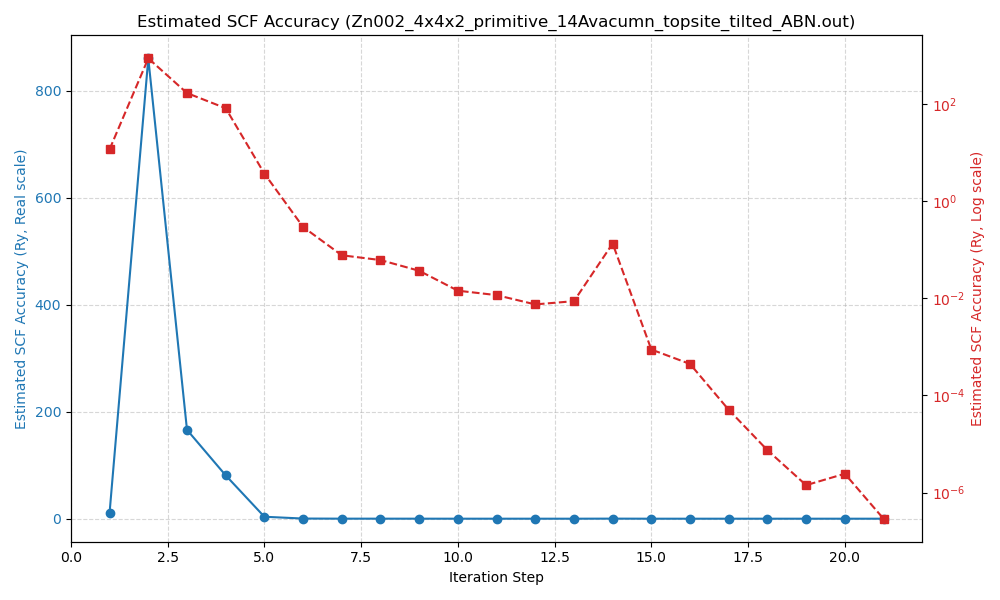 Estimated SCF Accuracy (Zn002_4x4x2_primitive_14Avacumn_topsite_tilted_ABN.out)
Estimated SCF Accuracy (Ry, Real scale)
800
600
400
200
0
10^2
10^0
10^-2
10^-4
10^-6
Estimated SCF Accuracy (Ry, Log scale)
0.0 2.5 5.0 7.5 10.0 12.5 15.0 17.5 20.0
Iteration Step